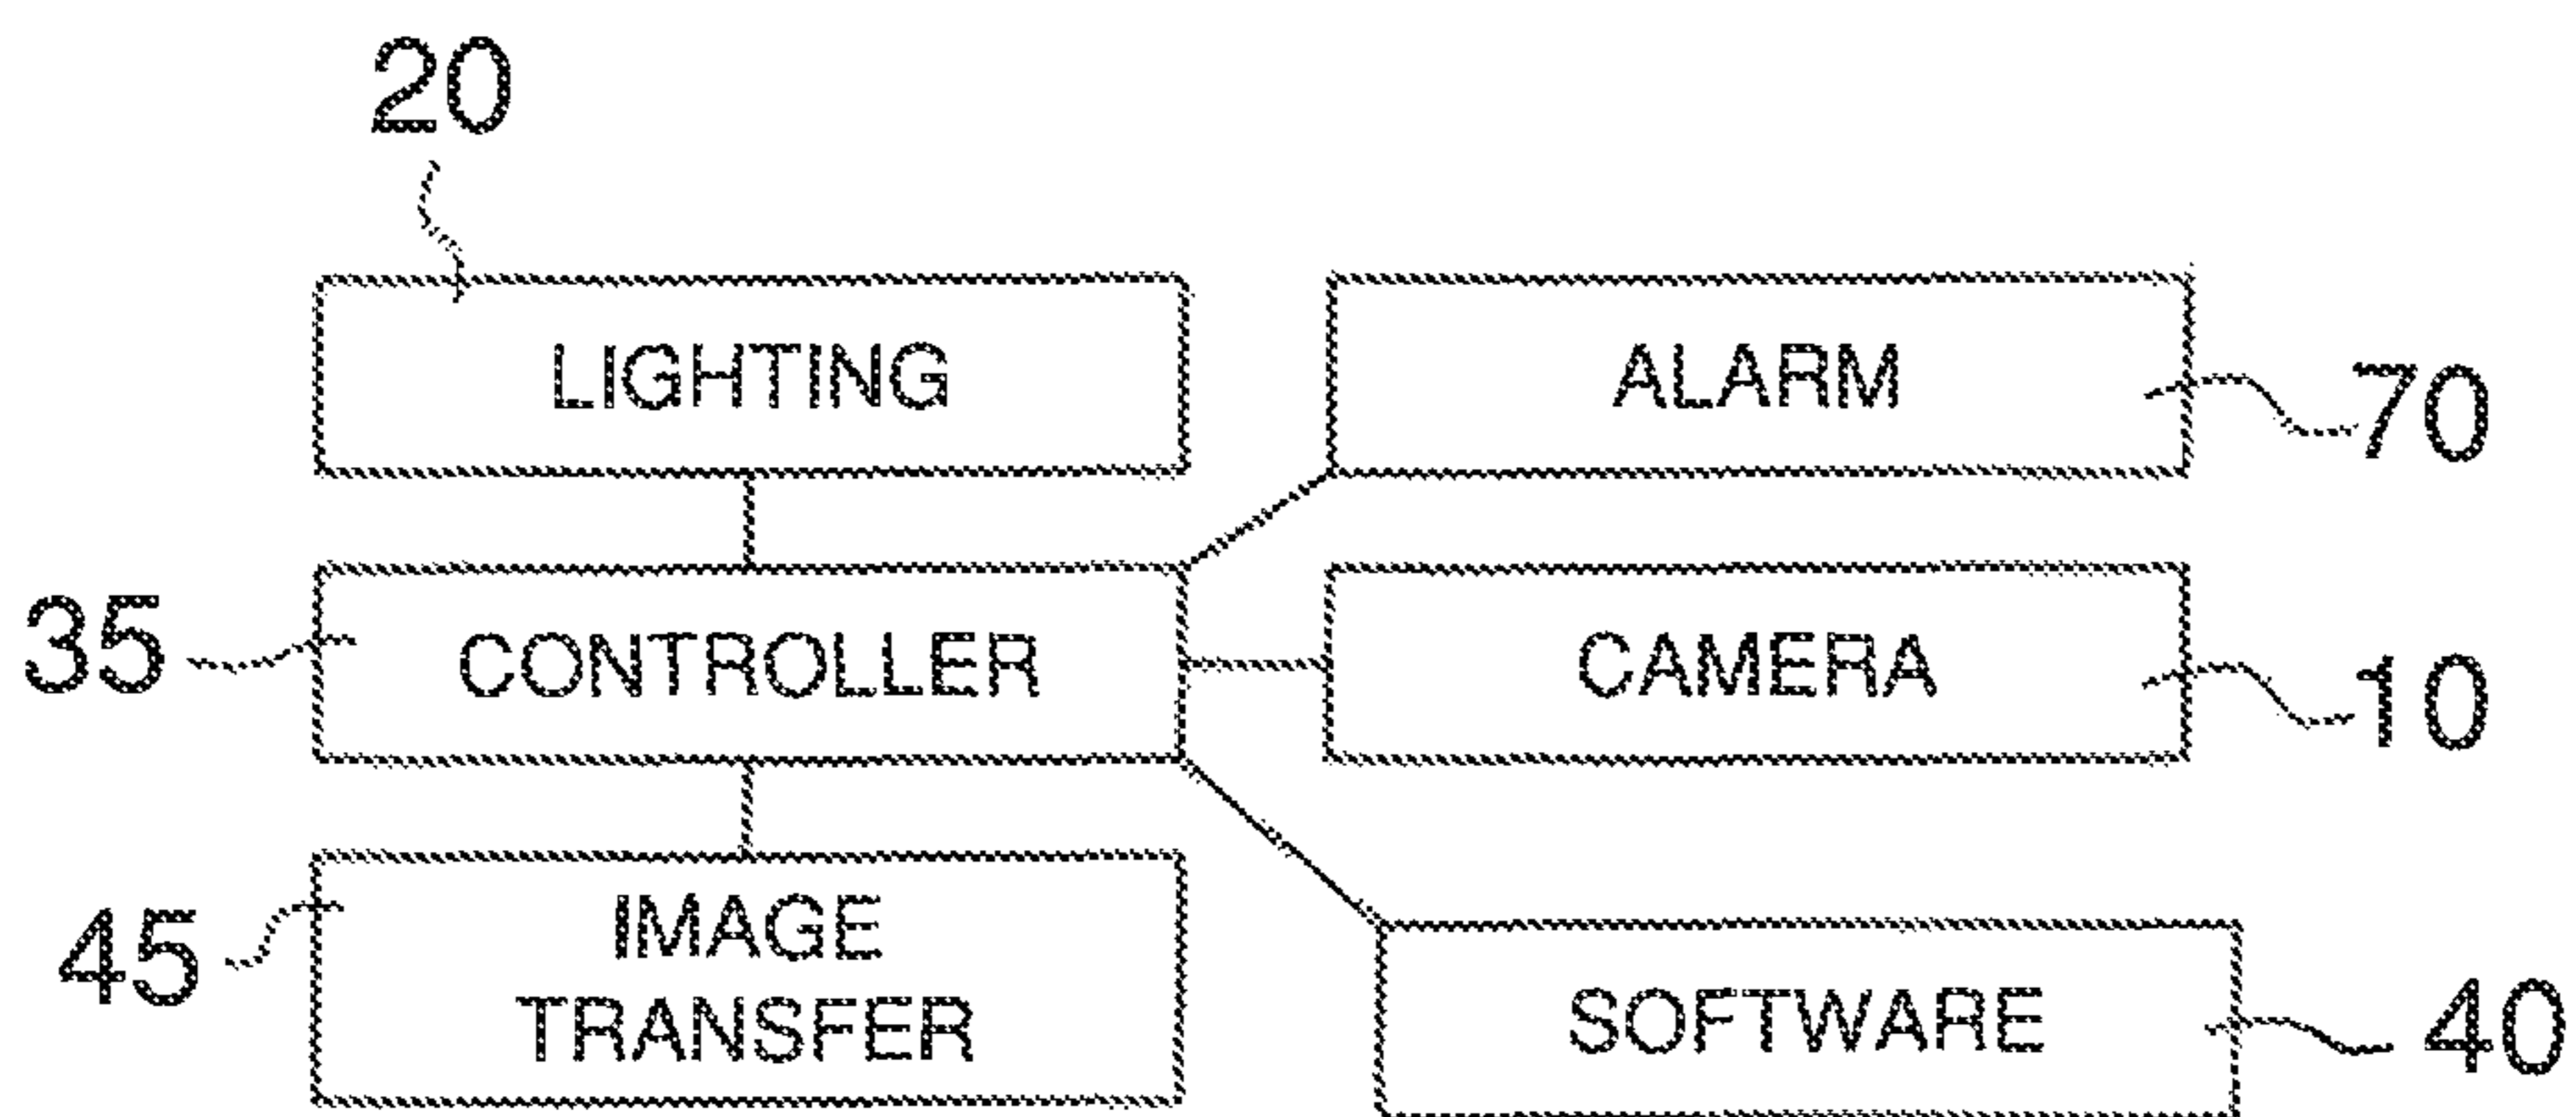 20
LIGHTING
ALARM
70
35
CONTROLLER
CAMERA
10
45
IMAGE
TRANSFER
SOFTWARE
40